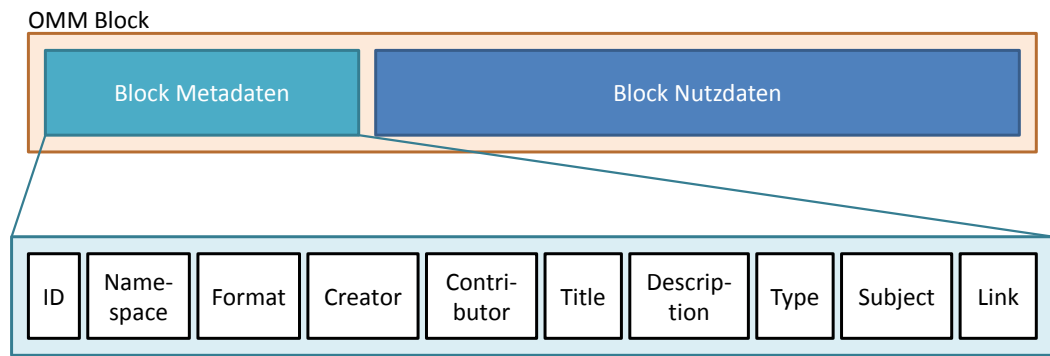 OMM Block
Block Metadaten
Block Nutzdaten
ID
Name-
space
Format
Creator
Contri-
butor
Title
Descrip-
tion
Type
Subject
Link